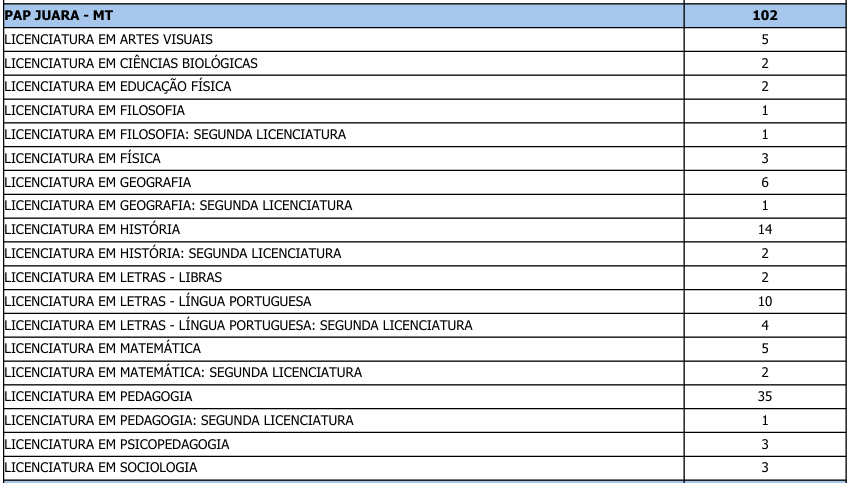 PAP JUARA - MT 102
LICENCIATURA EM ARTES VISUAIS 5
LICENCIATURA EM CIÊNCIAS BIOLÓGICAS 2
LICENCIATURA EM EDUCAÇÃO FÍSICA 2
LICENCIATURA EM FILOSOFIA 1
LICENCIATURA EM FILOSOFIA: SEGUNDA LICENCIATURA 1
LICENCIATURA EM FÍSICA 3
LICENCIATURA EM GEOGRAFIA 6
LICENCIATURA EM GEOGRAFIA: SEGUNDA LICENCIATURA 1
LICENCIATURA EM HISTÓRIA 14
LICENCIATURA EM HISTÓRIA: SEGUNDA LICENCIATURA 2
LICENCIATURA EM LETRAS - LIBRAS 2
LICENCIATURA EM LETRAS - LÍNGUA PORTUGUESA 10
LICENCIATURA EM LETRAS - LÍNGUA PORTUGUESA: SEGUNDA LICENCIATURA 4
LICENCIATURA EM MATEMÁTICA 5
LICENCIATURA EM MATEMÁTICA: SEGUNDA LICENCIATURA 2
LICENCIATURA EM PEDAGOGIA 35
LICENCIATURA EM PEDAGOGIA: SEGUNDA LICENCIATURA 1
LICENCIATURA EM PSICOPEDAGOGIA 3
LICENCIATURA EM SOCIOLOGIA 3